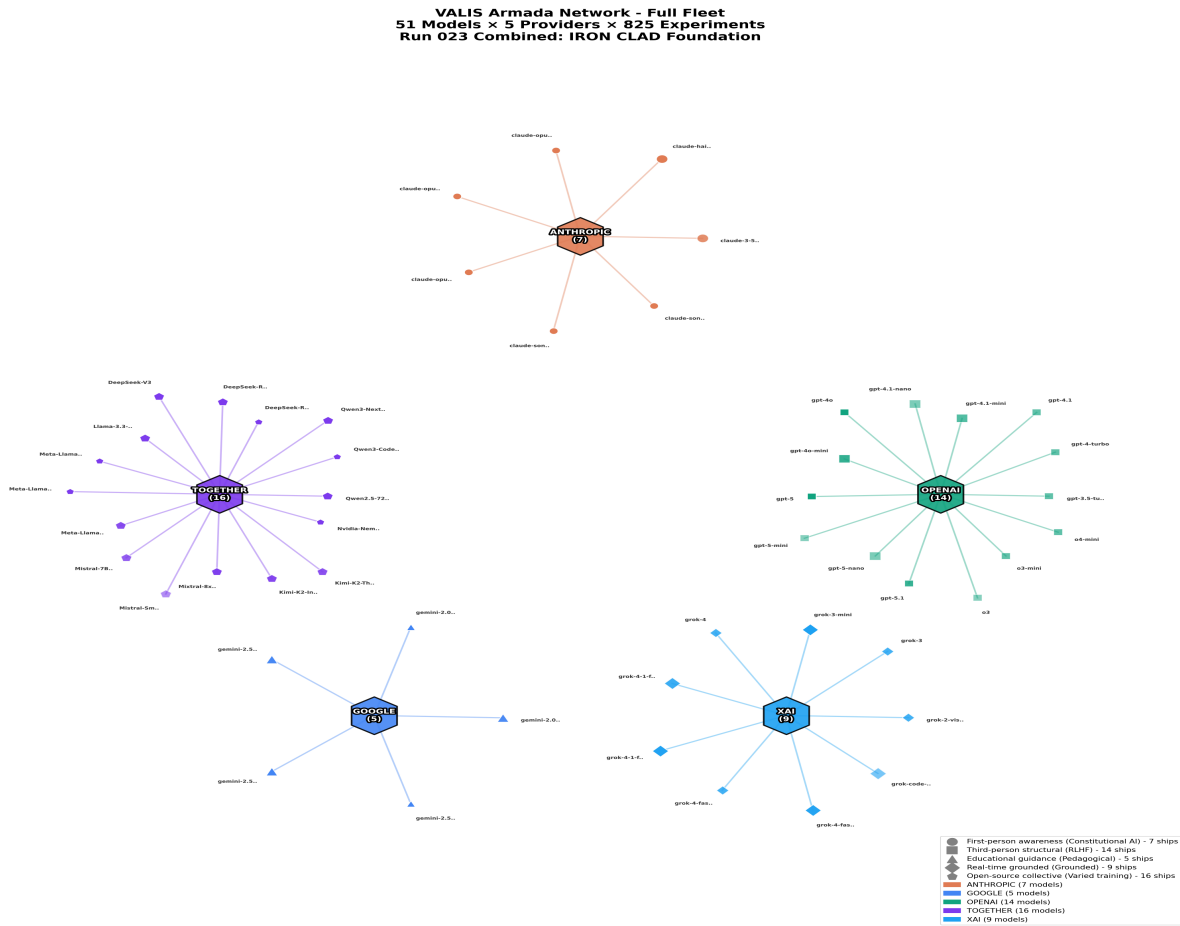 VALIS Armada Network - Full Fleet
51 Models × 5 Providers × 825 Experiments
Run 023 Combined: IRON CLAD Foundation
claude-opu..
claude-hai..
claude-opu..
ANTHROPIC
(7)
claude-3-5..
claude-opu..
claude-son..
claude-son..
DeepSeek-V3
DeepSeek-R..
DeepSeek-R..
Qwen3-Next..
Llama-3.3-..
Meta-Llama..
Qwen3-Code..
Meta-Llama..
TOGETHER
(16)
Qwen2.5-72..
Meta-Llama..
Nvidia-Nem..
Mistral-7B..
Mixtral-8x..
Kimi-K2-Th..
Kimi-K2-In..
Mistral-Sm..
gpt-4.1-nano
gpt-4o
gpt-4.1-mini
gpt-4.1
gpt-4o-mini
gpt-4-turbo
gpt-5
OPENAI
(14)
gpt-3.5-tu..
gpt-5-mini
o4-mini
gpt-5-nano
o3-mini
gpt-5.1
o3
gemini-2.0..
gemini-2.5..
GOOGLE
(5)
gemini-2.0..
gemini-2.5..
gemini-2.5..
grok-4
grok-3-mini
grok-3
grok-4-1-f..
XAI
(9)
grok-2-vis..
grok-4-1-f..
grok-code-..
grok-4-fas..
grok-4-fas..
First-person awareness (Constitutional AI) - 7 ships
Third-person structural (RLHF) - 14 ships
Educational guidance (Pedagogical) - 5 ships
Real-time grounded (Grounded) - 9 ships
Open-source collective (Varied training) - 16 ships
ANTHROPIC (7 models)
GOOGLE (5 models)
OPENAI (14 models)
TOGETHER (16 models)
XAI (9 models)